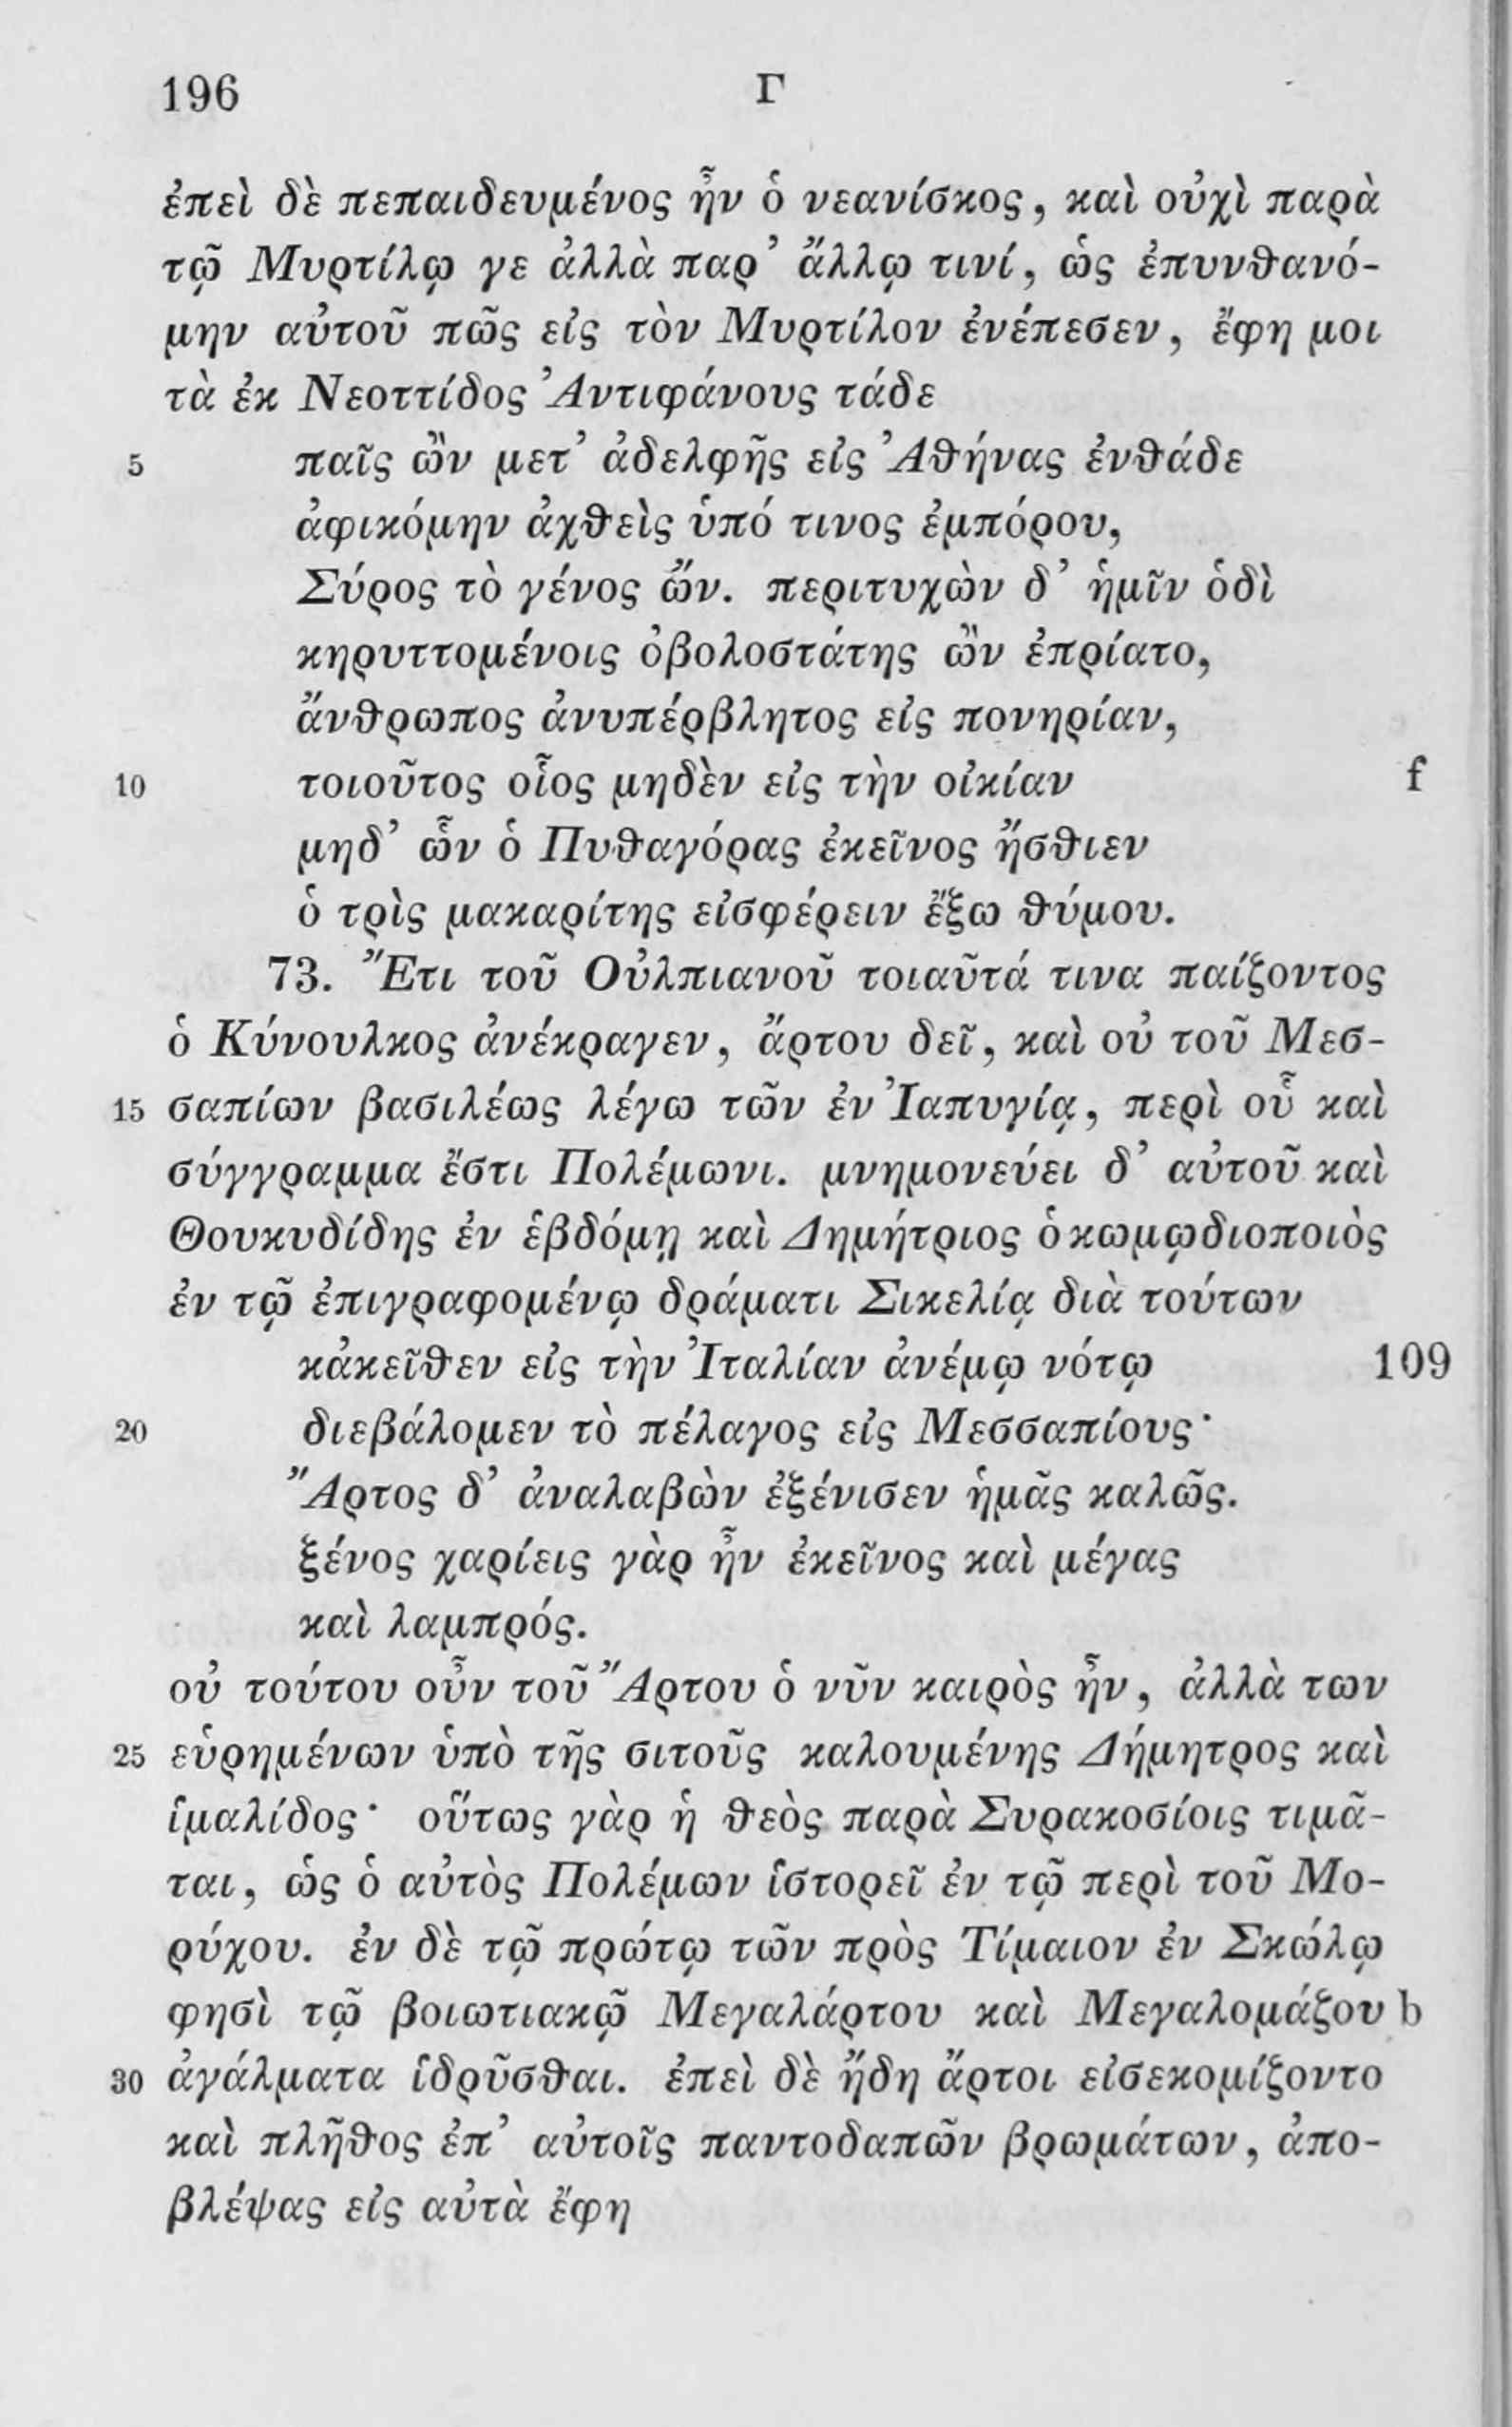 196 Γ
ἐπεὶ δὲ πεπαιδευμένος ἦν ὁ νεανίσκος, καὶ οὐχὶ παρὰ
τῷ Μυρτίλῳ γε ἀλλὰ παρ' ἄλλῳ τινί, ὡς ἐπυνθανό-
μην αὐτοῦ πῶς εἰς τὸν Μυρτίλον ἐνέπεσεν, ἔφη μοι
τὰ ἐκ Νεοττίδος Ἀντιφάνους τάδε
5 παῖς ὢν μετ' ἀδελφῆς εἰς Ἀθήνας ἐνθάδε
ἀφικόμην ἀχθεὶς ὑπό τινος ἐμπόρου,
Σύρος τὸ γένος ὤν. περιτυχὼν δ' ἡμῖν ὁδὶ
κηρυττομένοις ὀβολοστάτης ὢν ἐπρίατο,
ἄνθρωπος ἀνυπέρβλητος εἰς πονηρίαν,
10 τοιοῦτος οἷος μηδὲν εἰς τὴν οἰκίαν f
μηδ' ὧν ὁ Πυθαγόρας ἐκεῖνος ἤσθιεν
ὁ τρὶς μακαρίτης εἰσφέρειν ἔξω θύμου.
73. Ἔτι τοῦ Οὐλπιανοῦ τοιαῦτά τινα παίζοντος
ὁ Κύνουλκος ἀνέκραγεν, ἄρτου δεῖ, καὶ οὐ τοῦ Μεσ-
15 σαπίων βασιλέως λέγω τῶν ἐν Ἰαπυγίᾳ, περὶ οὗ καὶ
σύγγραμμα ἔστι Πολέμωνι. μνημονεύει δ' αὐτοῦ καὶ
Θουκυδίδης ἐν ἑβδόμῃ καὶ Δημήτριος ὁ κωμῳδιοποιὸς
ἐν τῷ ἐπιγραφομένῳ δράματι Σικελίᾳ διὰ τούτων
κἀκεῖθεν εἰς τὴν Ἰταλίαν ἀνέμῳ νότῳ 109
20 διεβάλομεν τὸ πέλαγος εἰς Μεσσαπίους·
Ἄρτος δ' ἀναλαβὼν ἐξένισεν ἡμᾶς καλῶς.
ξένος χαρίεις γὰρ ἦν ἐκεῖνος καὶ μέγας
καὶ λαμπρός.
οὐ τούτου οὖν τοῦ Ἄρτου ὁ νῦν καιρὸς ἦν, ἀλλὰ των
25 εὑρημένων ὑπὸ τῆς σιτοῦς καλουμένης Δήμητρος καὶ
ἱμαλίδος· οὕτως γὰρ ἡ θεὸς παρὰ Συρακοσίοις τιμᾶ-
ται, ὡς ὁ αὐτὸς Πολέμων ἱστορεῖ ἐν τῷ περὶ τοῦ Μο-
ρύχου. ἐν δὲ τῷ πρώτῳ τῶν πρὸς Τίμαιον ἐν Σκώλῳ
φησὶ τῷ βοιωτιακῷ Μεγαλάρτου καὶ Μεγαλομάζου b
30 ἀγάλματα ἱδρῦσθαι. ἐπεὶ δὲ ἤδη ἄρτοι εἰσεκομίζοντο
καὶ πλῆθος ἐπ' αὐτοῖς παντοδαπῶν βρωμάτων, ἀπο-
βλέψας εἰς αὐτὰ ἔφη